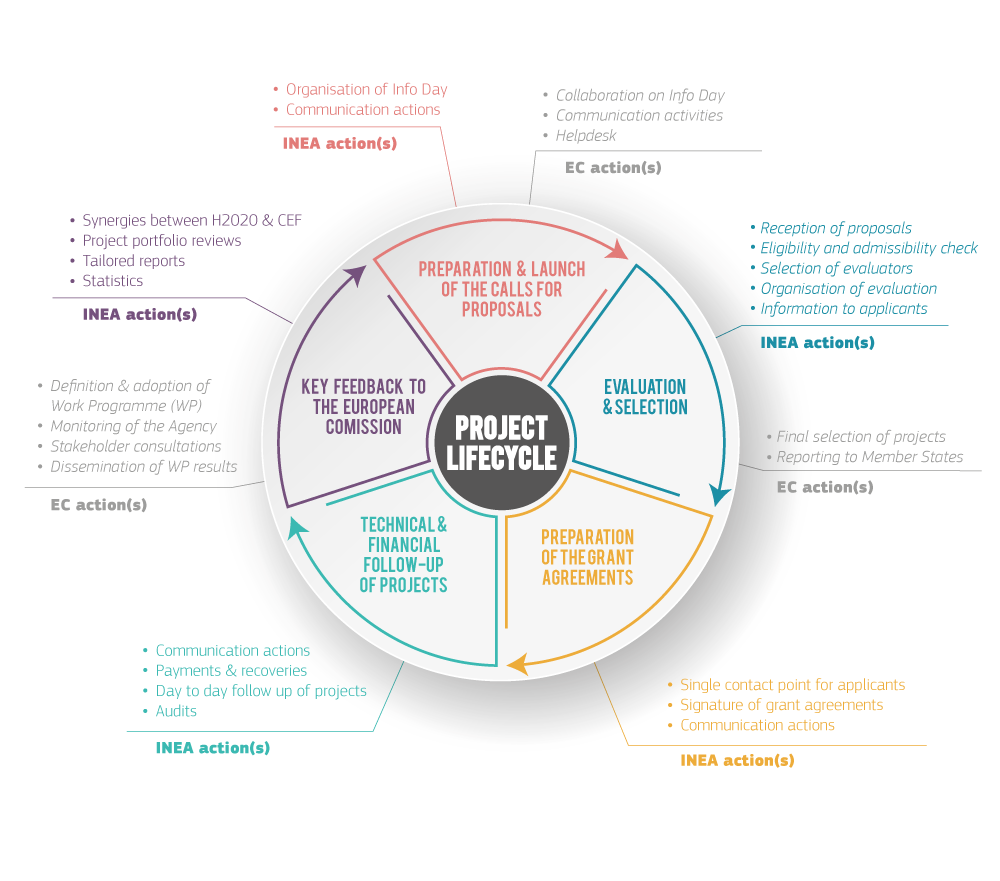 • Organisation of Info Day
• Communication actions
INEA action(s)
• Collaboration on Info Day
• Communication activities
• Helpdesk
EC action(s)
• Synergies between H2020 & CEF
• Project portfolio reviews
• Tailored reports
• Statistics
INEA action(s)
• Reception of proposals
• Eligibility and admissibility check
• Selection of evaluators
• Organisation of evaluation
• Information to applicants
INEA action(s)
PREPARATION & LAUNCH
OF THE CALLS FOR
PROPOSALS
KEY FEEDBACK TO
THE EUROPEAN
COMISSION
EVALUATION
& SELECTION
PROJECT
LIFECYCLE
• Definition & adoption of
Work Programme (WP)
• Monitoring of the Agency
• Stakeholder consultations
• Dissemination of WP results
EC action(s)
• Final selection of projects
• Reporting to Member States
EC action(s)
TECHNICAL &
FINANCIAL
FOLLOW-UP
OF PROJECTS
PREPARATION
OF THE GRANT
AGREEMENTS
• Communication actions
• Payments & recoveries
• Day to day follow up of projects
• Audits
INEA action(s)
• Single contact point for applicants
• Signature of grant agreements
• Communication actions
INEA action(s)